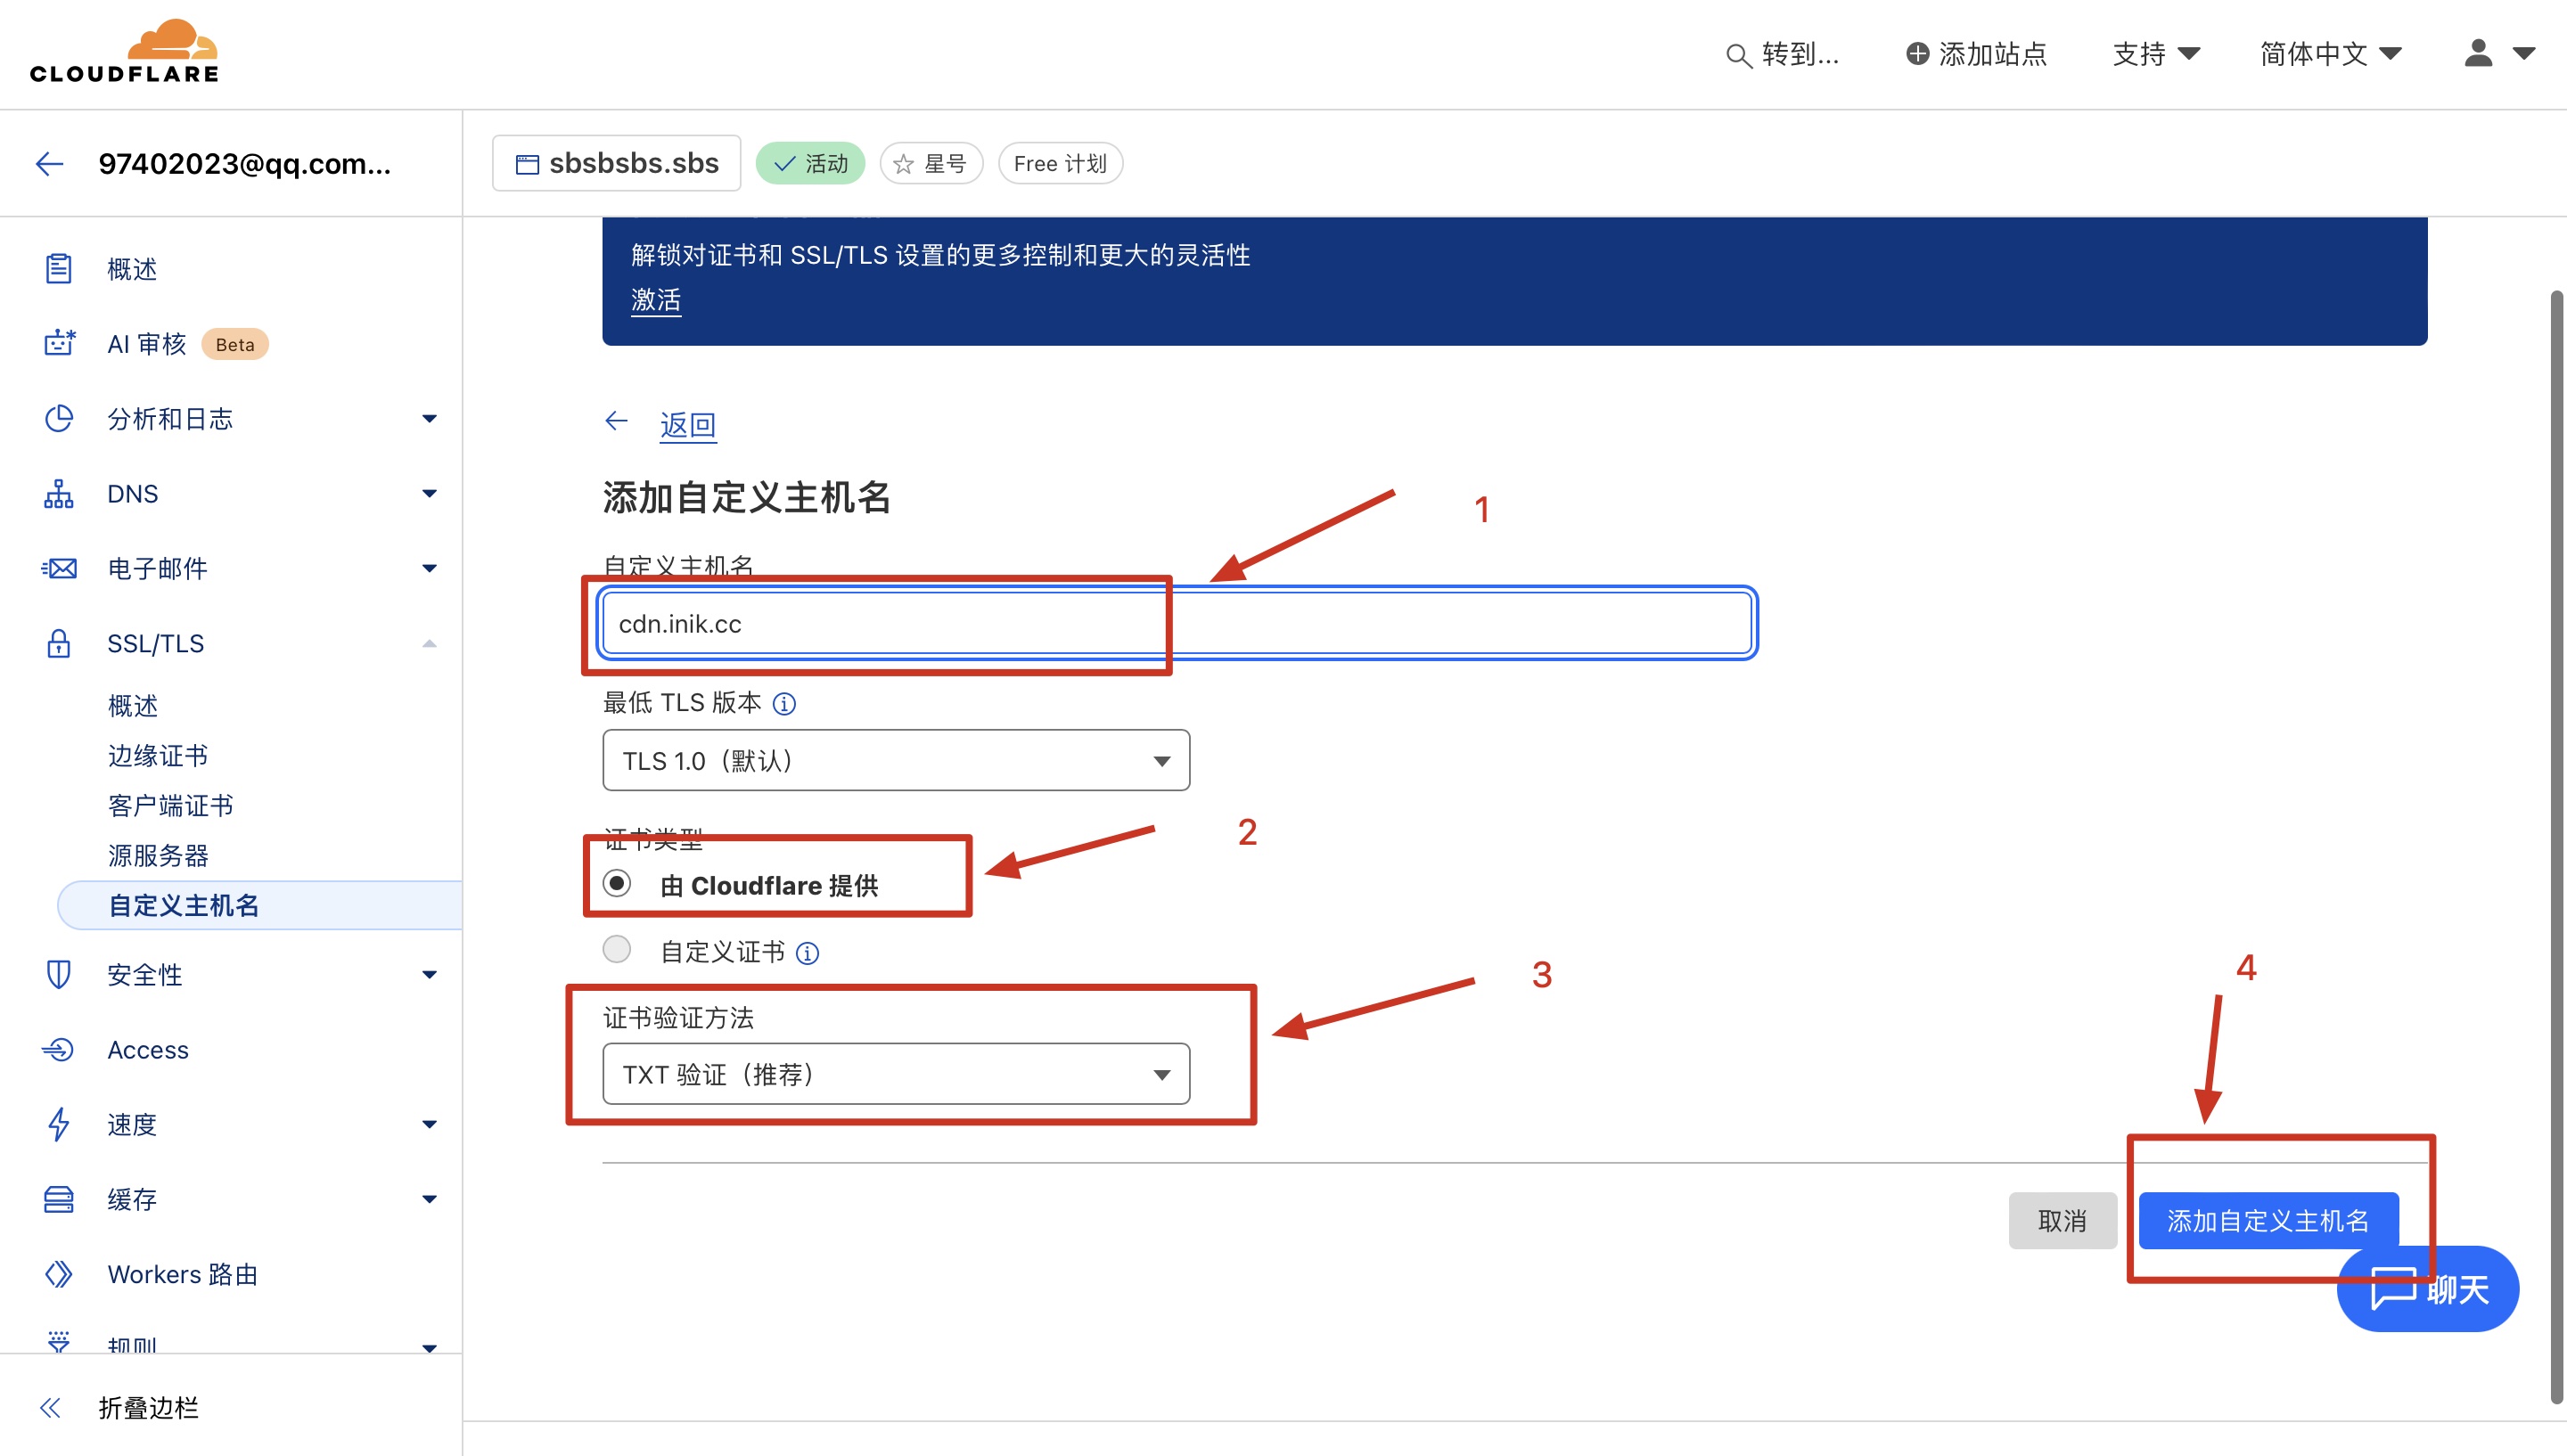 CLOUDFLARE
转到...
添加站点
支持
简体中文
97402023@qq.com...
sbsbsbs.sbs
活动
星号
Free 计划
概述
AI 审核 Beta
分析和日志
DNS
电子邮件
SSL/TLS
概述
边缘证书
客户端证书
源服务器
自定义主机名
安全性
Access
速度
缓存
Workers 路由
规则
折叠边栏
解锁对证书和 SSL/TLS 设置的更多控制和更大的灵活性
激活
返回
添加自定义主机名
1
自定义主机名
cdn.inik.cc
最低 TLS 版本
TLS 1.0（默认）
证书类型
2
由 Cloudflare 提供
自定义证书
3
证书验证方法
TXT 验证（推荐）
4
取消
添加自定义主机名
聊天